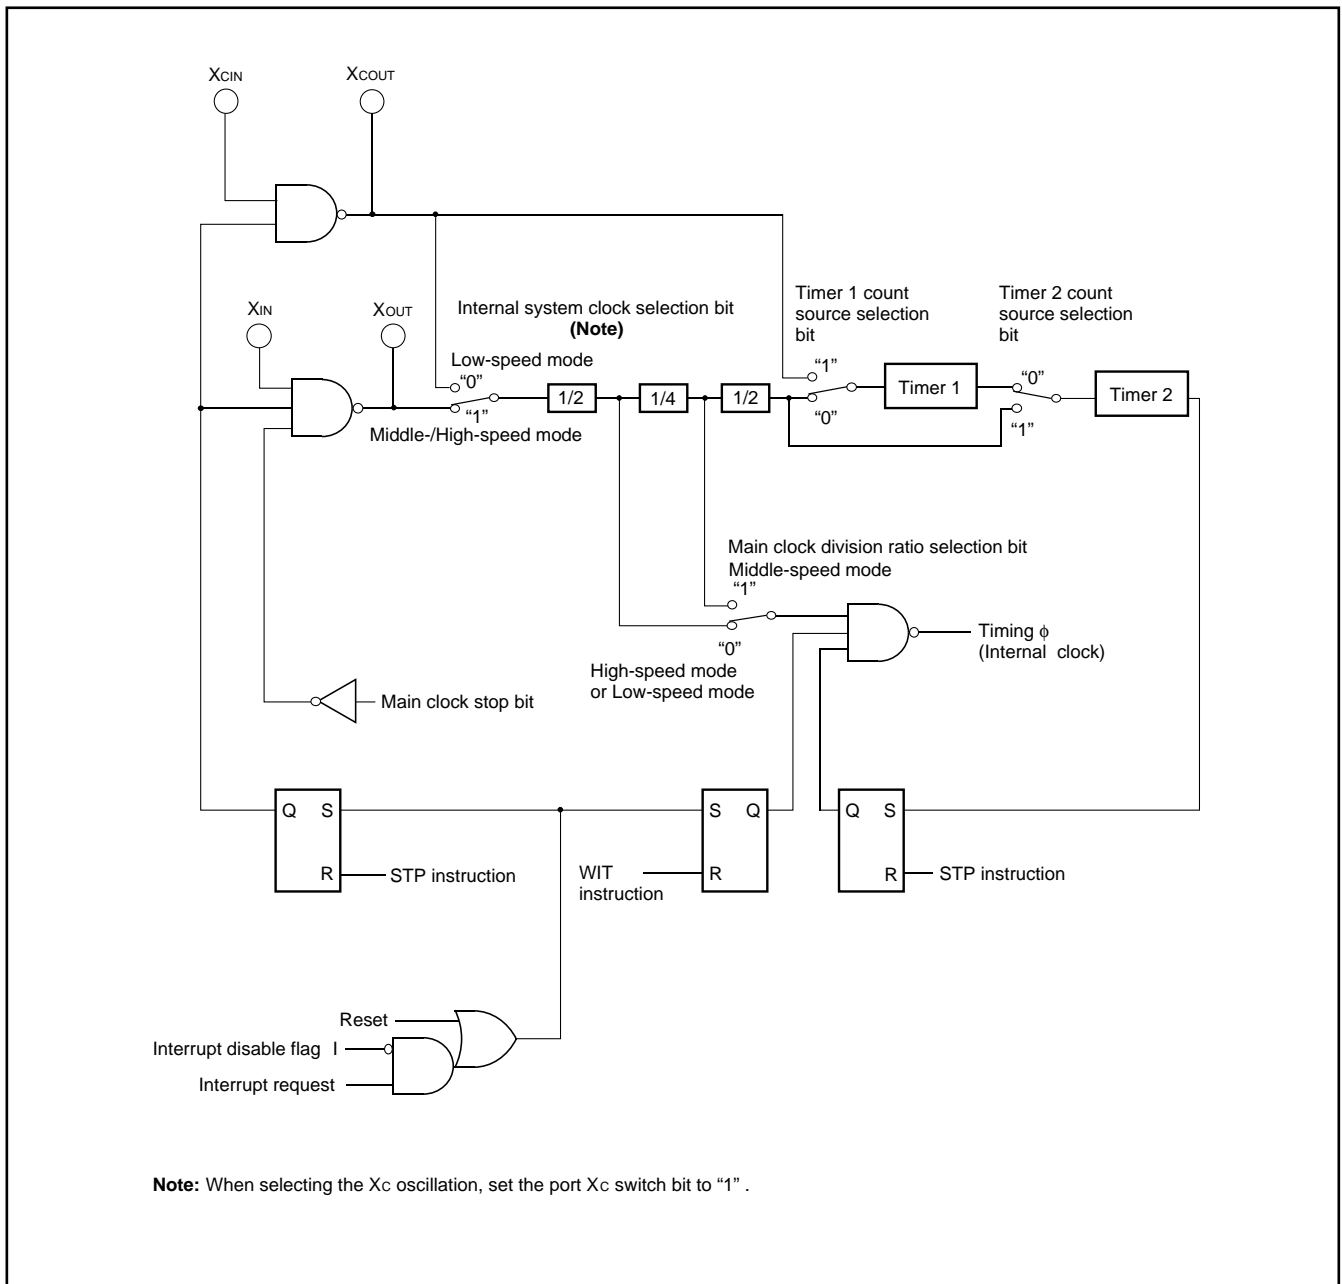 XCIN
XCOUT
XIN
XOUT
Internal system clock selection bit
(Note)
Low-speed mode
“0”
“1”
Middle-/High-speed mode
1/2
1/4
1/2
Timer 1 count
source selection
bit
“1”
“0”
Timer 1
Timer 2 count
source selection
bit
“0”
“1”
Timer 2
Main clock division ratio selection bit
Middle-speed mode
“1”
“0”
High-speed mode
or Low-speed mode
Timing ϕ
(Internal clock)
Main clock stop bit
Q S
R
STP instruction
S Q
R
WIT
instruction
Q S
R
STP instruction
Reset
Interrupt disable flag I
Interrupt request
Note: When selecting the XC oscillation, set the port XC switch bit to “1” .